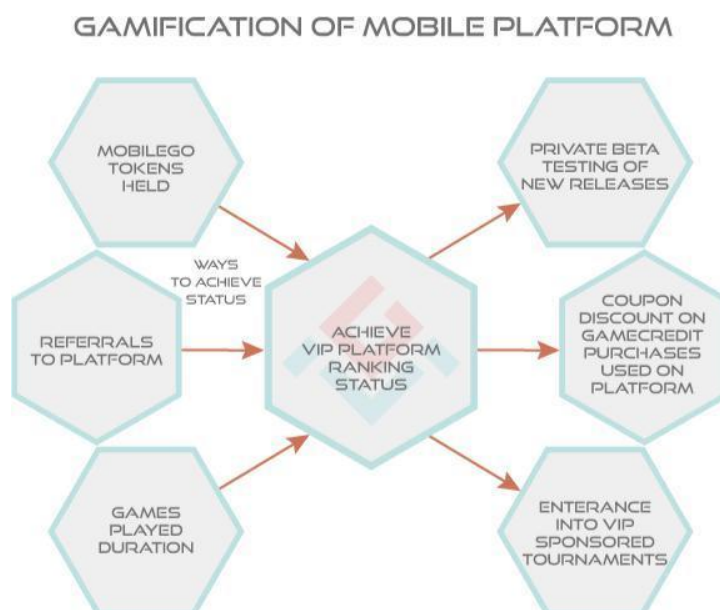 GAMIFICATION OF MOBILE PLATFORM
MOBILEGO
TOKENS
HELD
WAYS
TO ACHIEVE
STATUS
REFERRALS
TO PLATFORM
GAMES
PLAYED
DURATION
ACHIEVE
VIP PLATFORM
RANKING
STATUS
PRIVATE BETA
TESTING OF
NEW RELEASES
COUPON
DISCOUNT ON
GAMECREDIT
PURCHASES
USED ON
PLATFORM
ENTERANCE
INTO VIP
SPONSORED
TOURNAMENTS